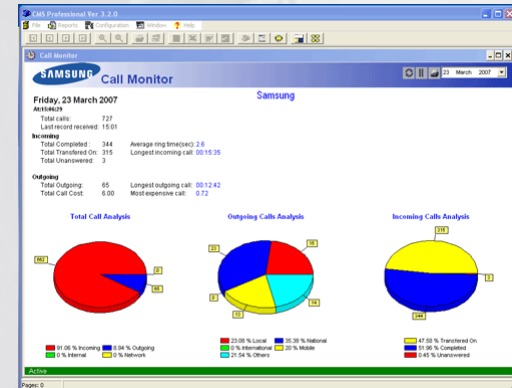 CMS Professional Ver 3.2.0
File Reports Configuration Window Help
Call Monitor
SAMSUNG Call Monitor
23 March 2007
Friday, 23 March 2007
Samsung
At:15:06:29
Total calls: 727
Last record received: 15:01
Incoming
Total Completed: 344 Average ring time(sec): 2.6
Total Transfered On: 315 Longest incoming call: 00:15:35
Total Unanswered: 3
Outgoing
Total Outgoing: 65 Longest outgoing call: 00:12:42
Total Call Cost: 6.00 Most expensive call: 0.72
Total Call Analysis Outgoing Calls Analysis Incoming Calls Analysis
662 0 65
23 15 0 13 14
315 3 344
91.06 % Incoming 8.94 % Outgoing
0 % Internal 0 % Network
23.08 % Local 35.38 % National
0 % International 20 % Mobile
21.54 % Others
47.58 % Transfered On
51.96 % Completed
0.45 % Unanswered
Active
Pages: 0